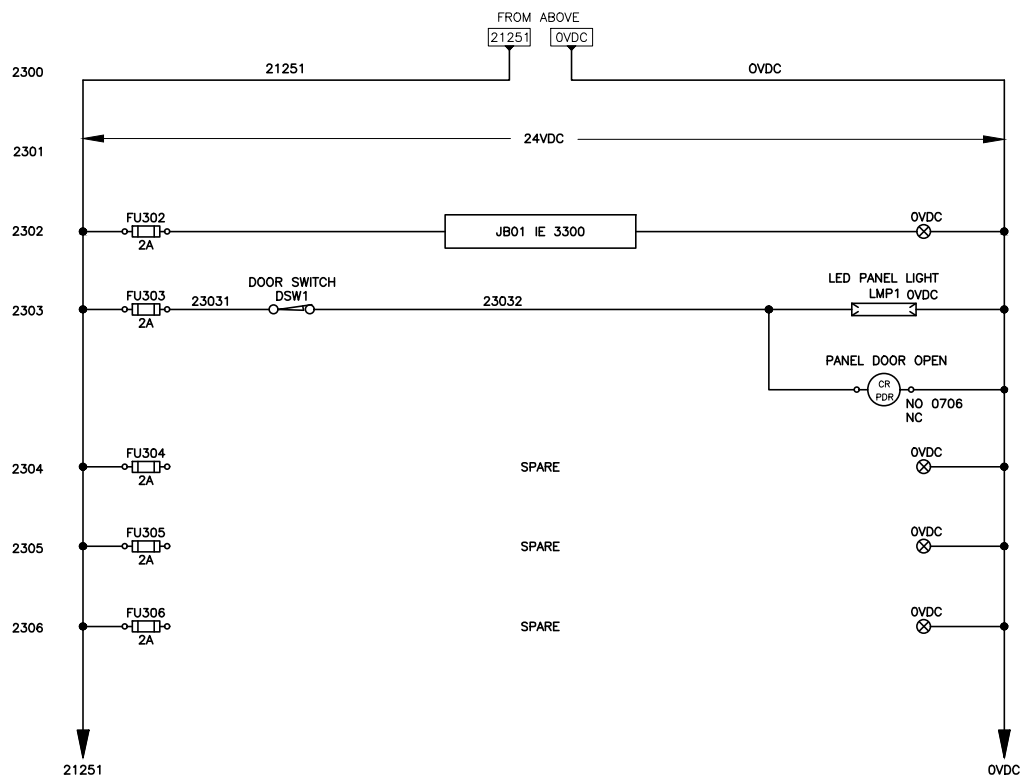 FROM ABOVE
21251 0VDC
2300 21251 0VDC
24VDC
2301
FU302 0VDC
2302 JB01 IE 3300
2A
DOOR SWITCH LED PANEL LIGHT
FU303 23031 DSW1 23032 LMP1 0VDC
2303
2A
PANEL DOOR OPEN
CR
PDR
NO 0706
NC
FU304 0VDC
2304 SPARE
2A
FU305 0VDC
2305 SPARE
2A
FU306 0VDC
2306 SPARE
2A
21251 0VDC